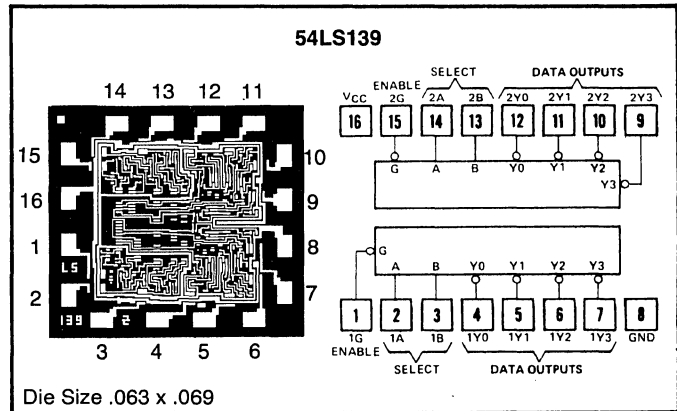 54LS139
14 13 12 11
15
16
1
2
10
9
8
7
3 4 5 6
LS
139 2
Die Size .063 x .069
SELECT DATA OUTPUTS
ENABLE
VCC 2G 2A 2B 2Y0 2Y1 2Y2 2Y3
16 15 14 13 12 11 10 9
G A B Y0 Y1 Y2
Y3
G
A B Y0 Y1 Y2 Y3
1 2 3 4 5 6 7 8
1G 1A 1B 1Y0 1Y1 1Y2 1Y3 GND
ENABLE
SELECT DATA OUTPUTS